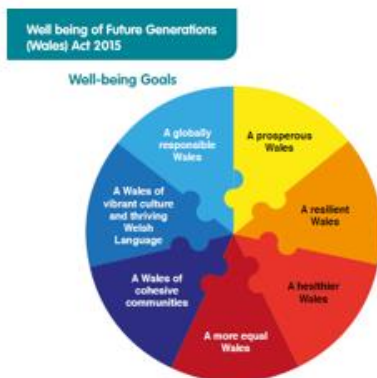 Well being of Future Generations
(Wales) Act 2015
Well-being Goals
A globally
responsible
Wales
A prosperous
Wales
A Wales of
vibrant culture
and thriving
Welsh
Language
A resilient
Wales
A Wales of
cohesive
communities
A healthier
Wales
A more equal
Wales